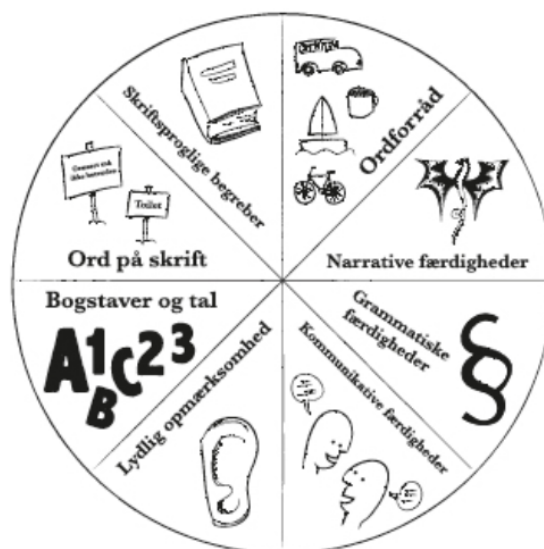 Skriftsproglige begreber
Ordforråd
Narrative færdigheder
Grammatiske
færdigheder
Kommunikative færdigheder
Lydlig opmærksomhed
Bogstaver og tal
A1C23
B
Ord på skrift
Toilet